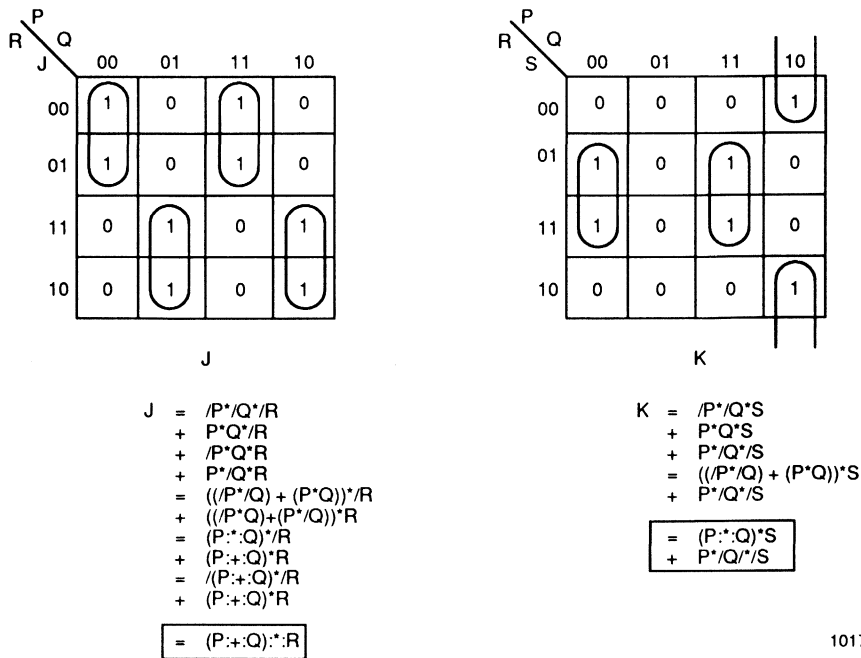 P
R Q
J 00 01 11 10
00 1 0 1 0
01 1 0 1 0
11 0 1 0 1
10 0 1 0 1
J
J = /P*/Q*/R
+ P*Q*/R
+ /P*Q*R
+ P*/Q*R
= ((/P*/Q) + (P*Q))*/R
+ ((/P*Q)+(P*/Q))*R
= (P:*:Q)*/R
+ (P:+:Q)*R
= /(P:+:Q)*/R
+ (P:+:Q)*R
= (P:+:Q):*:R
P
R Q
S 00 01 11 10
00 0 0 0 1
01 1 0 1 0
11 1 0 1 0
10 0 0 0 1
K
K = /P*/Q*S
+ P*Q*S
+ P*/Q*/S
= ((/P*/Q) + (P*Q))*S
+ P*/Q*/S
= (P:*:Q)*S
+ P*/Q/*/S
1017